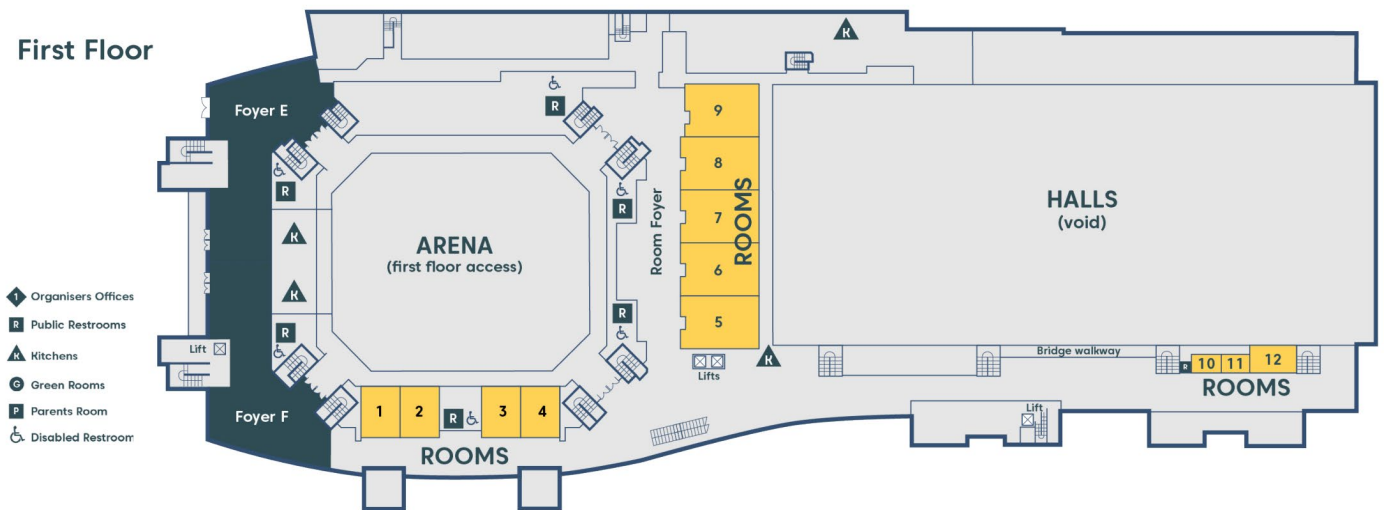 First Floor
K
Foyer E
R
R
R
9
8
7
6
5
ROOMS
Room Foyer
HALLS
(void)
K
K
ARENA
(first floor access)
1 Organisers Offices
R Public Restrooms
K Kitchens
G Green Rooms
P Parents Room
Disabled Restroom
R
R
Lift
Lifts
K
Bridge walkway
R
10
11
12
ROOMS
Foyer F
1
2
R
3
4
ROOMS
Lift